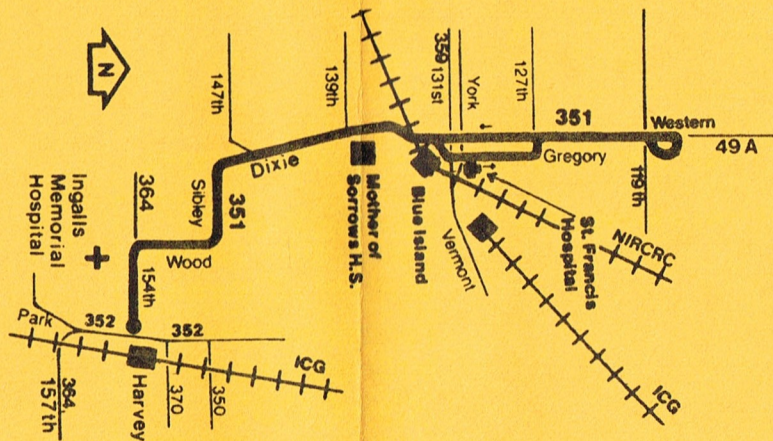 N
147th
139th
359
131st
York
127th
351
Western
49 A
Gregory
119th
Dixie
Sibley
351
364
Ingalls
Memorial
Hospital
Wood
154th
Mother of
Sorrows H.S.
Blue Island
Vermont
St. Francis
Hospital
NIRCRC
Park
352
352
ICG
ICG
Harvey
370
350
364,
157th